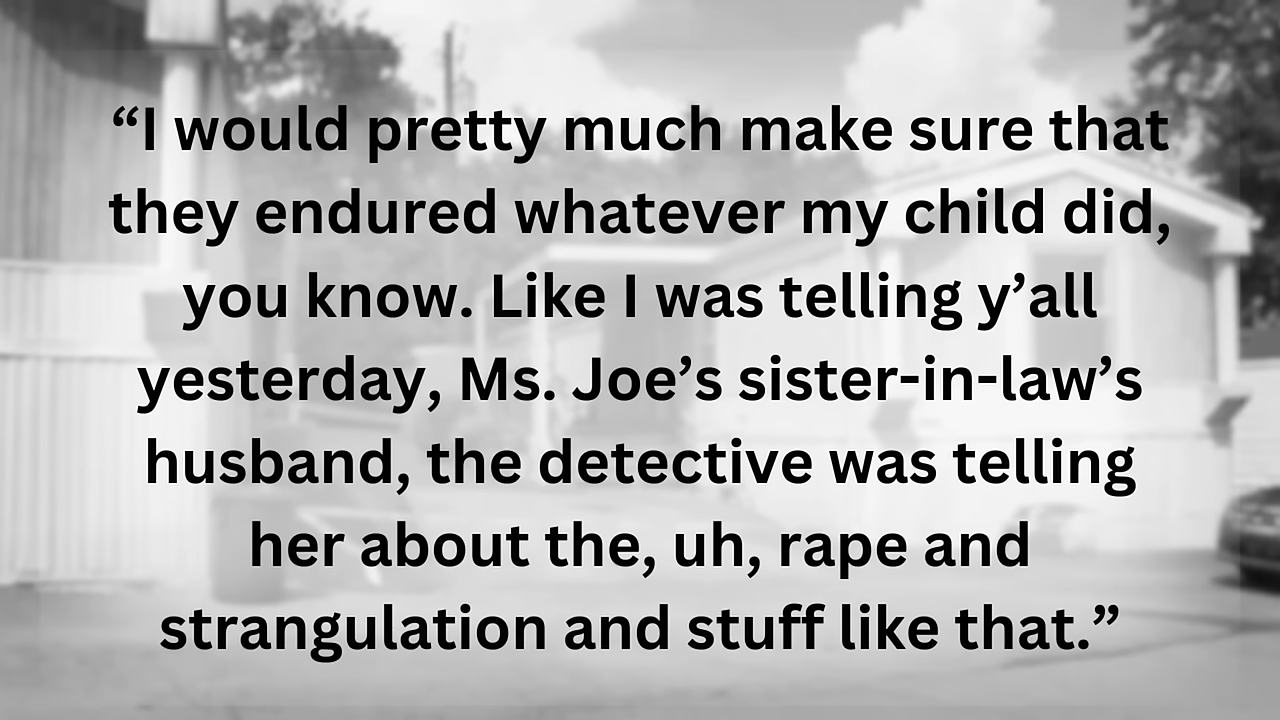 “I would pretty much make sure that
they endured whatever my child did,
you know. Like I was telling y’all
yesterday, Ms. Joe’s sister-in-law’s
husband, the detective was telling
her about the, uh, rape and
strangulation and stuff like that.”